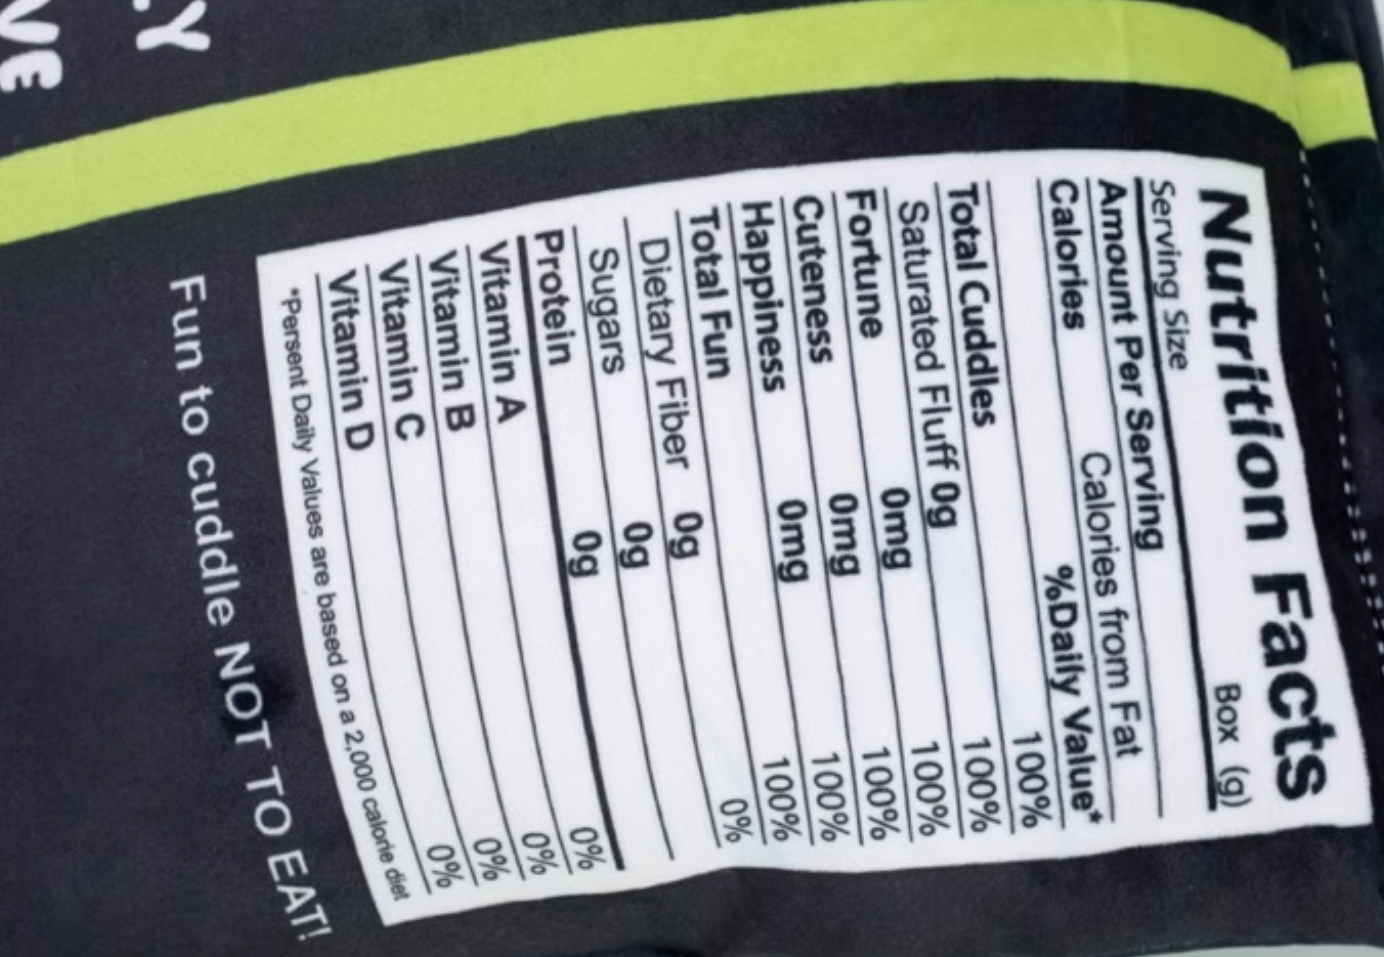 Y
VE
Nutrition Facts
Serving Size Box (g)
Amount Per Serving
Calories Calories from Fat
%Daily Value*
Total Cuddles 100%
Saturated Fluff 0g 100%
Fortune 0mg 100%
Cuteness 0mg 100%
Happiness 0mg 100%
Total Fun 100%
Dietary Fiber 0g 0%
Sugars 0g
Protein 0g
Vitamin A 0%
Vitamin B 0%
Vitamin C 0%
Vitamin D 0%
*Persent Daily Values are based on a 2,000 calorie diet
Fun to cuddle NOT TO EAT!